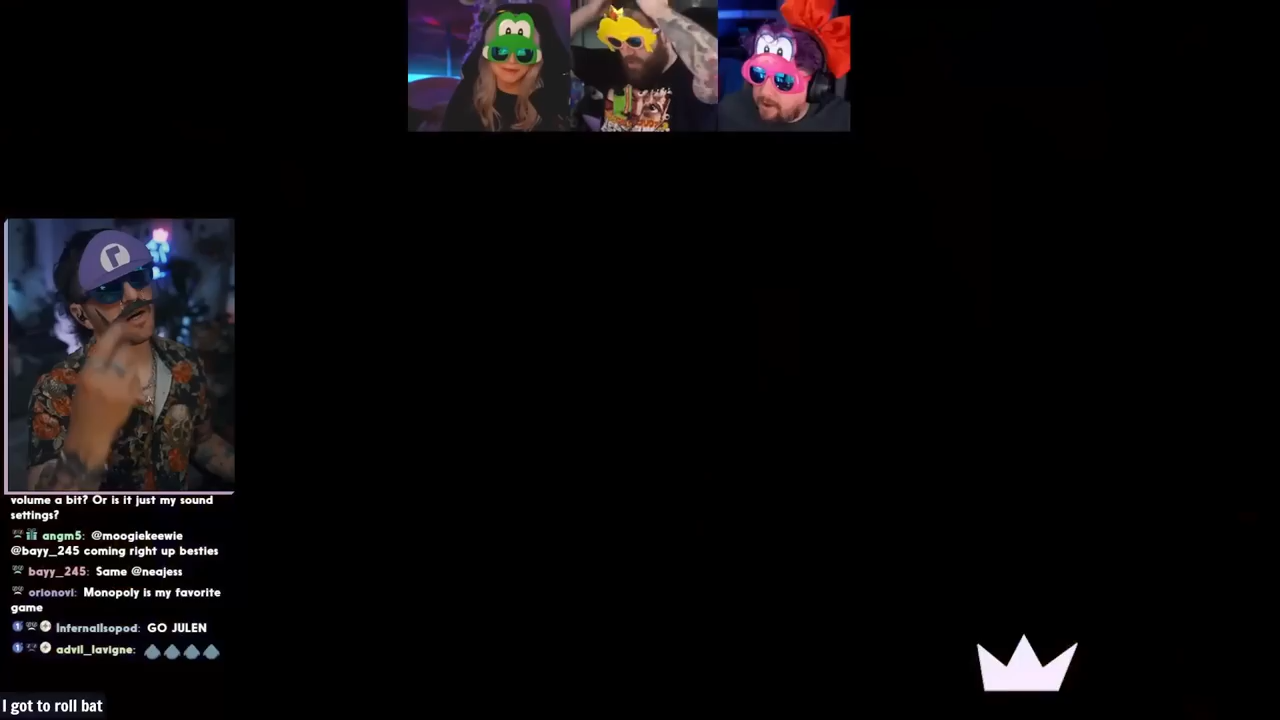 volume a bit? Or is it just my sound
settings?
angm5: @moogiekeewie
@bayy_245 coming right up besties
bayy_245: Same @neajess
orionovi: Monopoly is my favorite
game
InfernalIsopod: GO JULEN
advil_lavigne:
I got to roll bat